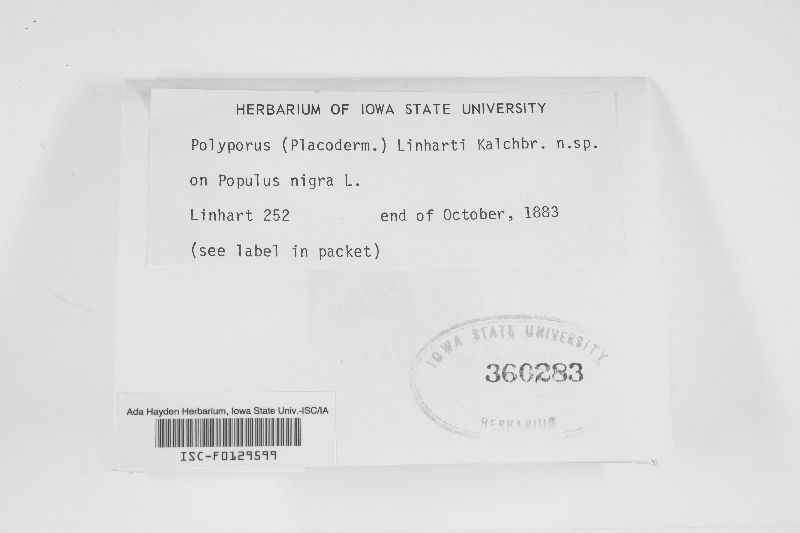 HERBARIUM OF IOWA STATE UNIVERSITY
Polyporus (Placoderm.) Linharti Kalchbr. n.sp.
on Populus nigra L.
Linhart 252 end of October, 1883
(see label in packet)
IOWA STATE UNIVERSITY
360283
HERBARIUM
Ada Hayden Herbarium, Iowa State Univ.-ISC/IA
ISC-F0129599